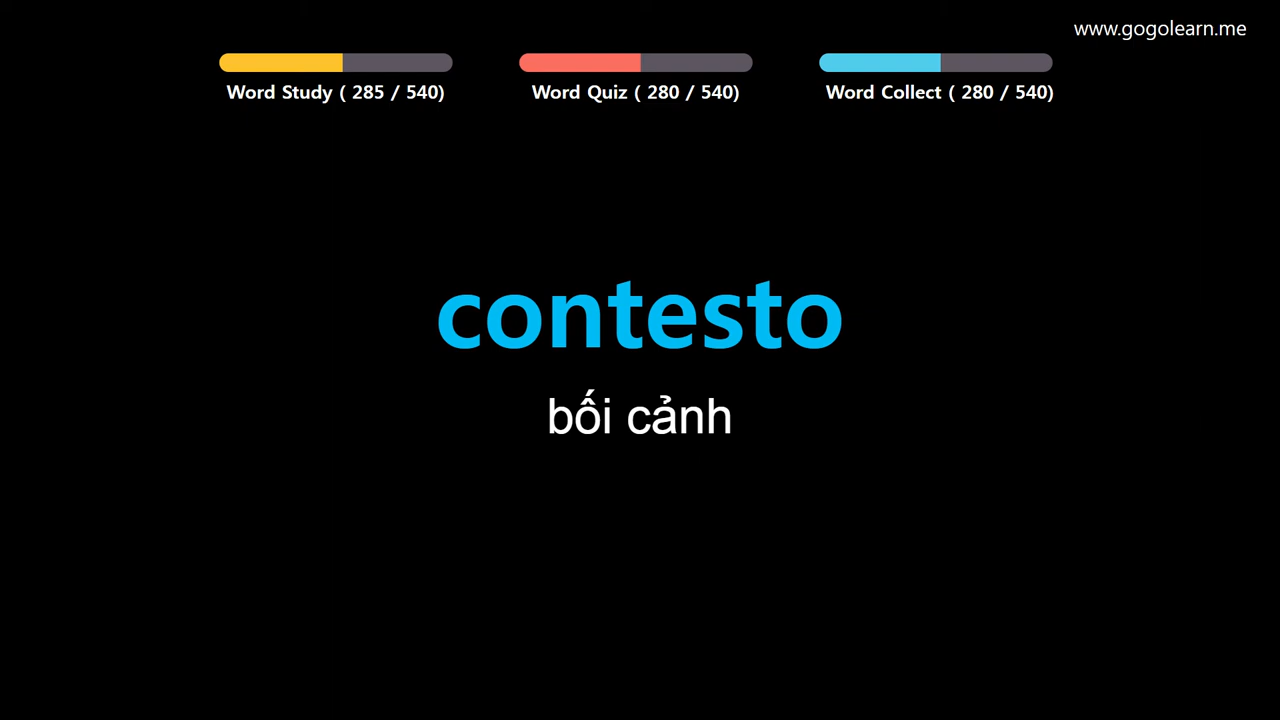 www.gogolearn.me
Word Study ( 285 / 540)
Word Quiz ( 280 / 540)
Word Collect ( 280 / 540)
contesto
bối cảnh